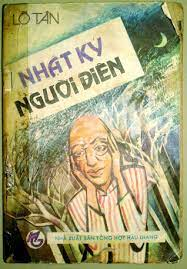 LỖ TẤN
NHẬT KÝ
NGƯỜI ĐIÊN
NHÀ XUẤT BẢN TỔNG HỢP HẬU GIANG